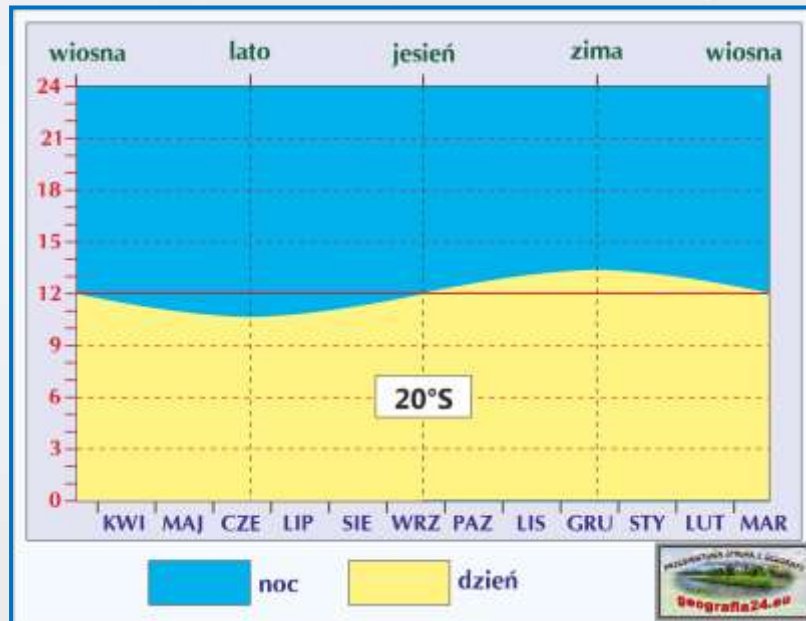 wiosna lato jesień zima wiosna
24
21
18
15
12
9
6
3
0
20°S
KWI MAJ CZE LIP SIE WRZ PAZ LIS GRU STY LUT MAR
noc dzień
geografia24.eu